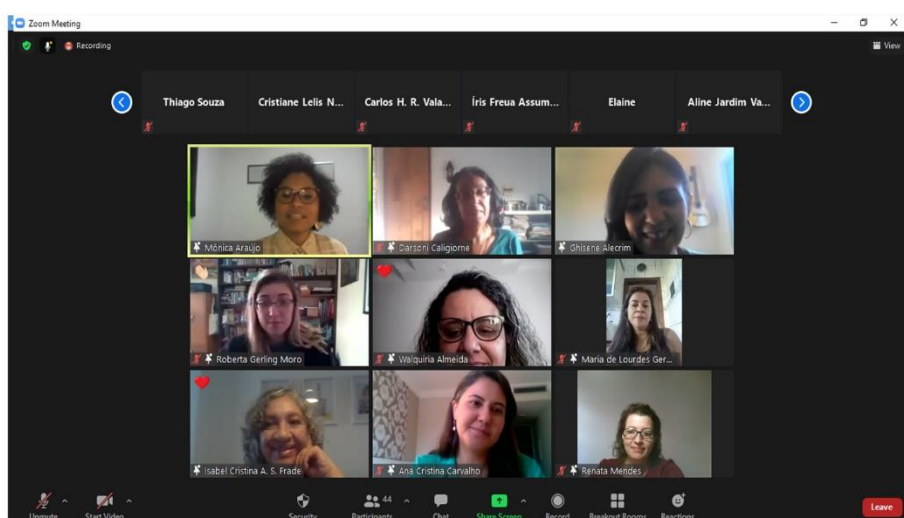 Zoom Meeting
Recording
View
Thiago Souza
Cristiane Lelis N...
Carlos H. R. Vala...
Íris Freua Assum...
Elaine
Aline Jardim Va...
Mônica Araujo
Darsoni Caligiorne
Ghisene Alecrim
Roberta Gerling Moro
Walquiria Almeida
Maria de Lourdes Ger...
Isabel Cristina A. S. Frade
Ana Cristina Carvalho
Renata Mendes
Unmute
Start Video
Security
Participants
44
Chat
Share Screen
Record
Breakout Rooms
Reactions
Leave